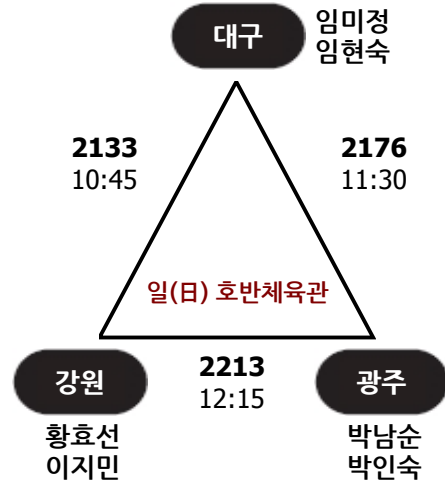 대구
임미정
임현숙
2133
10:45
2176
11:30
일(日) 호반체육관
강원
2213
12:15
광주
황효선
이지민
박남순
박인숙